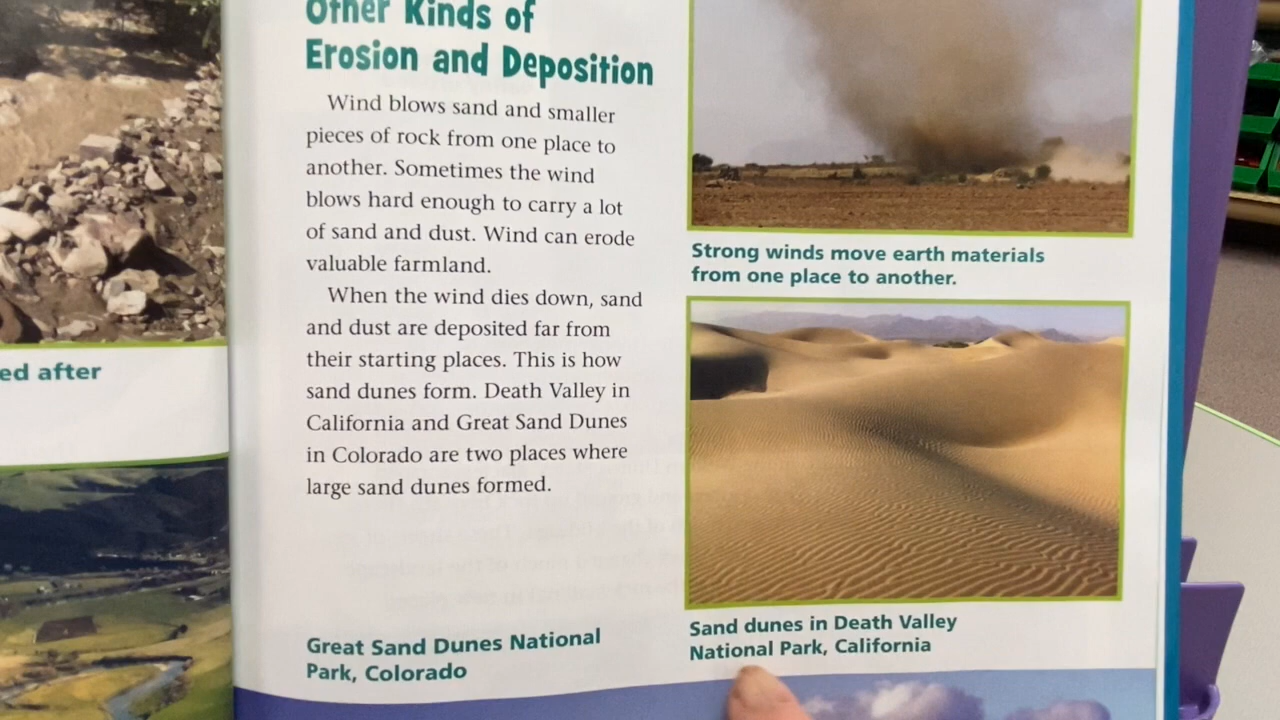 ed after
Other Kinds of
Erosion and Deposition
Wind blows sand and smaller
pieces of rock from one place to
another. Sometimes the wind
blows hard enough to carry a lot
of sand and dust. Wind can erode
valuable farmland.
When the wind dies down, sand
and dust are deposited far from
their starting places. This is how
sand dunes form. Death Valley in
California and Great Sand Dunes
in Colorado are two places where
large sand dunes formed.
Great Sand Dunes National
Park, Colorado
Strong winds move earth materials
from one place to another.
Sand dunes in Death Valley
National Park, California